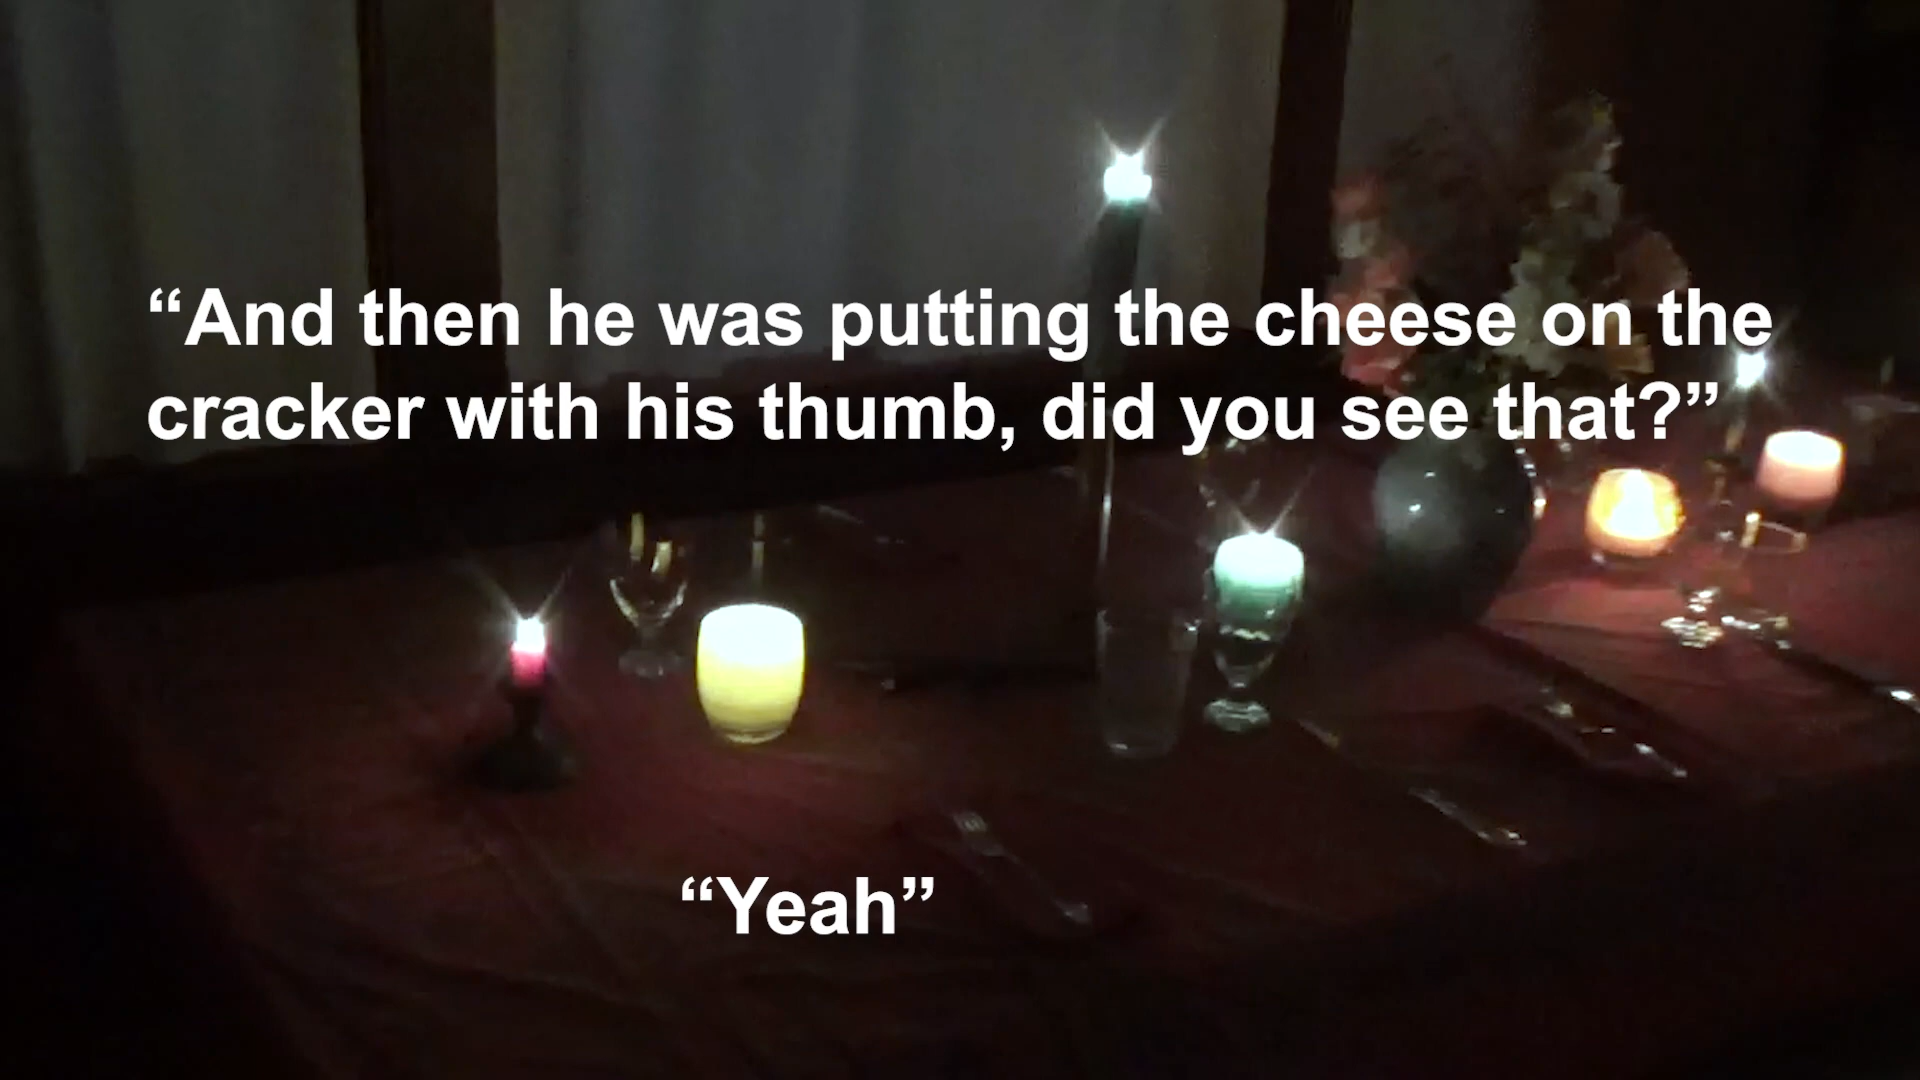 “And then he was putting the cheese on the
cracker with his thumb, did you see that?”
“Yeah”